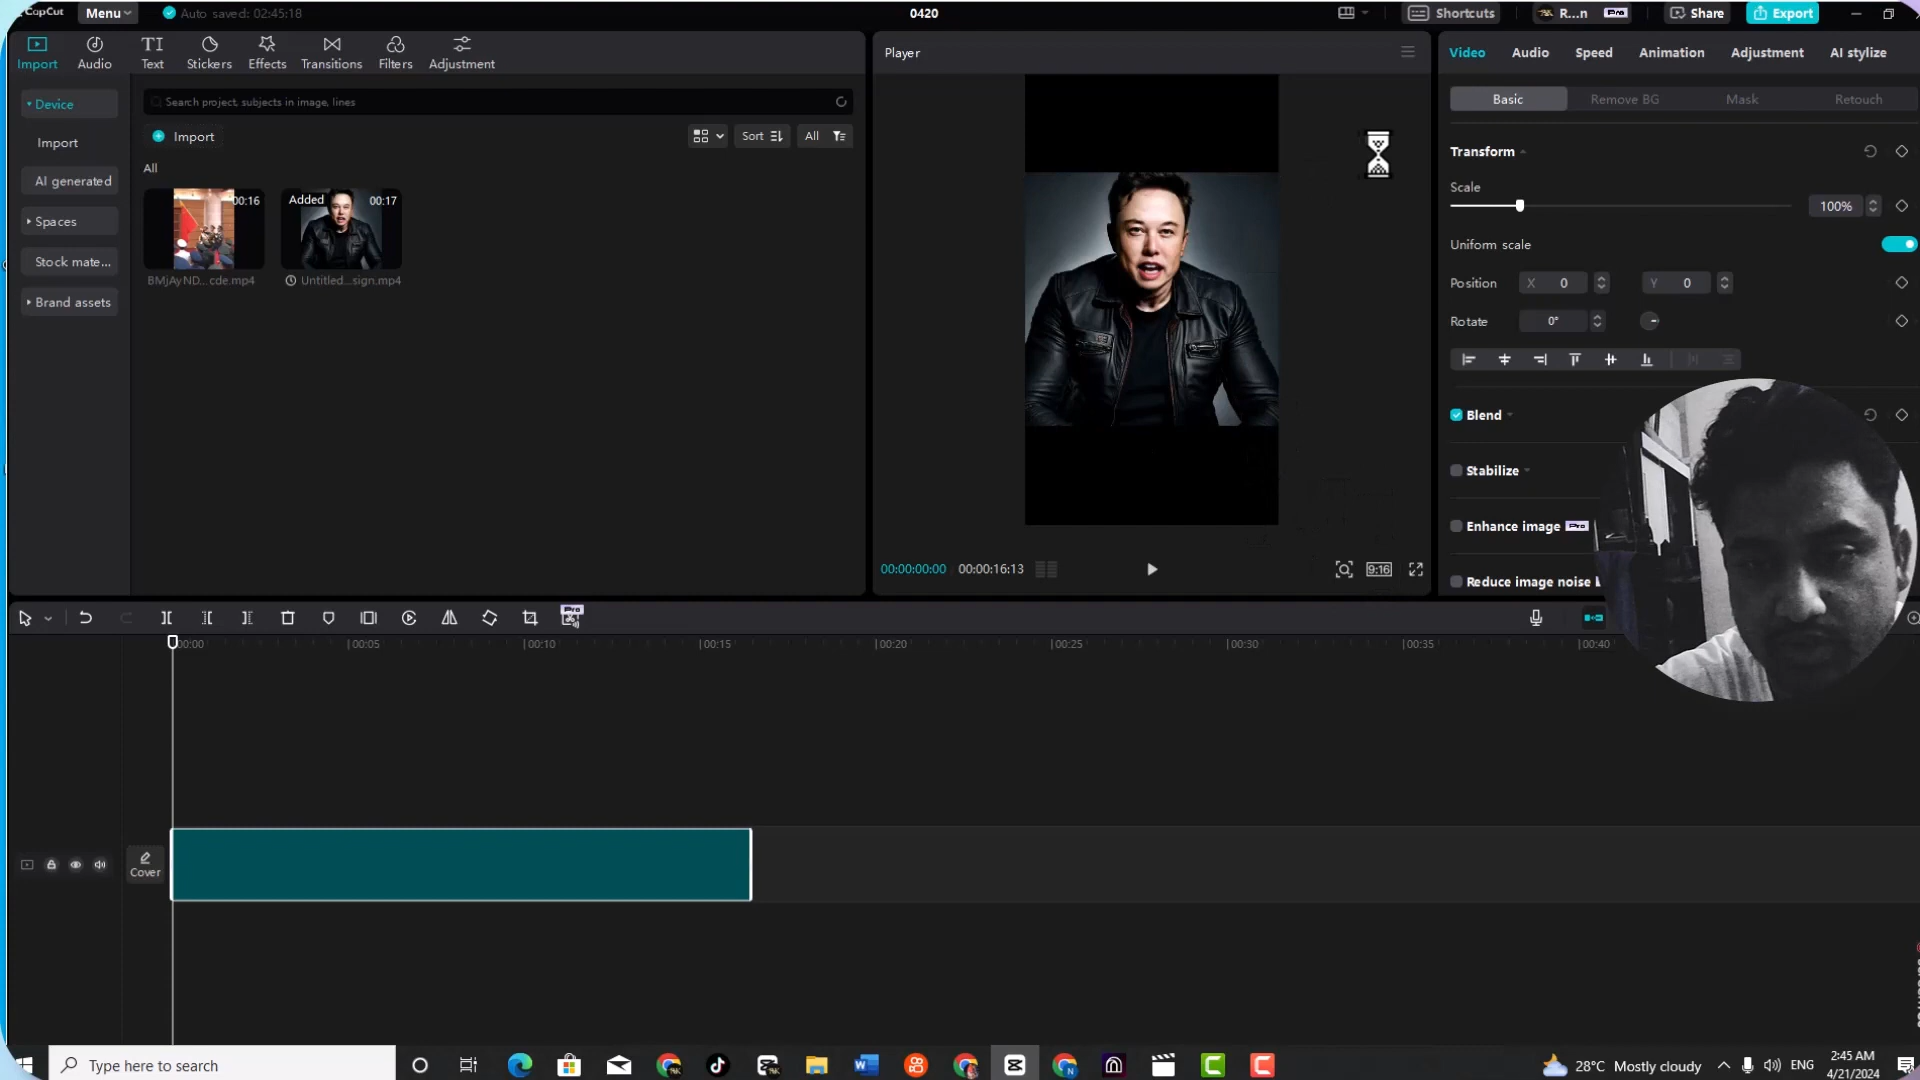 CapCut
Menu
Auto saved: 02:45:18
0420
Shortcuts
R...n
Pro
Share
Export
Import
Audio
Text
Stickers
Effects
Transitions
Filters
Adjustment
Device
Import
AI generated
Spaces
Stock mate...
Brand assets
Search project, subjects in image, lines
Import
Sort
All
All
00:16
BMjAyND...cde.mp4
Added
00:17
Untitled...sign.mp4
Player
00:00:00:00
00:00:16:13
9:16
Video
Audio
Speed
Animation
Adjustment
AI stylize
Basic
Remove BG
Mask
Retouch
Transform
Scale
100%
Uniform scale
Position
X 0
Y 0
Rotate
0°
Blend
Stabilize
Enhance image
Pro
Reduce image noise
Pro
00:00
00:05
00:10
00:15
00:20
00:25
00:30
00:35
00:40
Cover
Type here to search
28°C Mostly cloudy
ENG
2:45 AM
4/21/2024